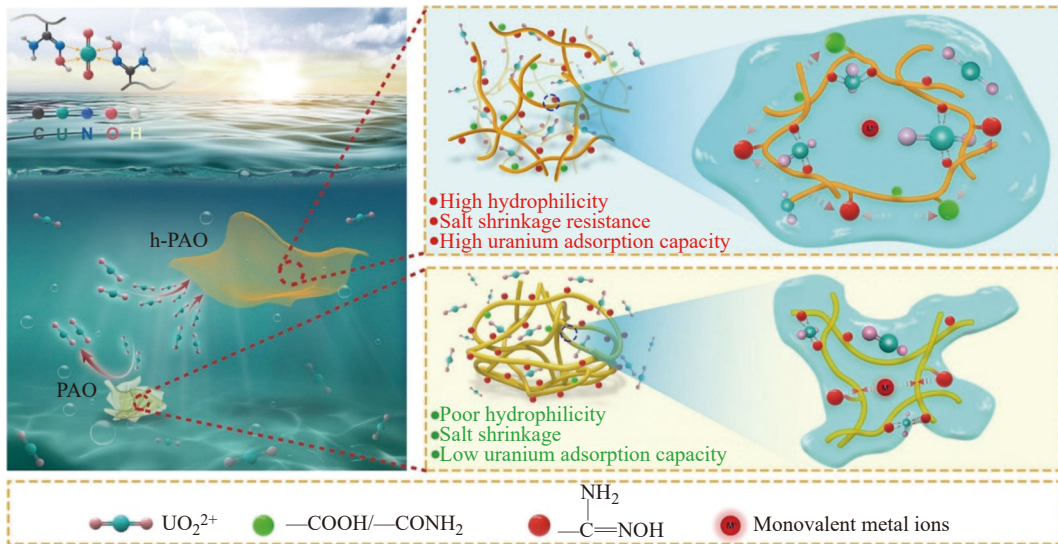 C U N O H
h-PAO
PAO
High hydrophilicity
Salt shrinkage resistance
High uranium adsorption capacity
M⁺
Poor hydrophilicity
Salt shrinkage
Low uranium adsorption capacity
M⁺
UO₂²⁺
—COOH/—CONH₂
NH₂
—C═NOH
M⁺
Monovalent metal ions